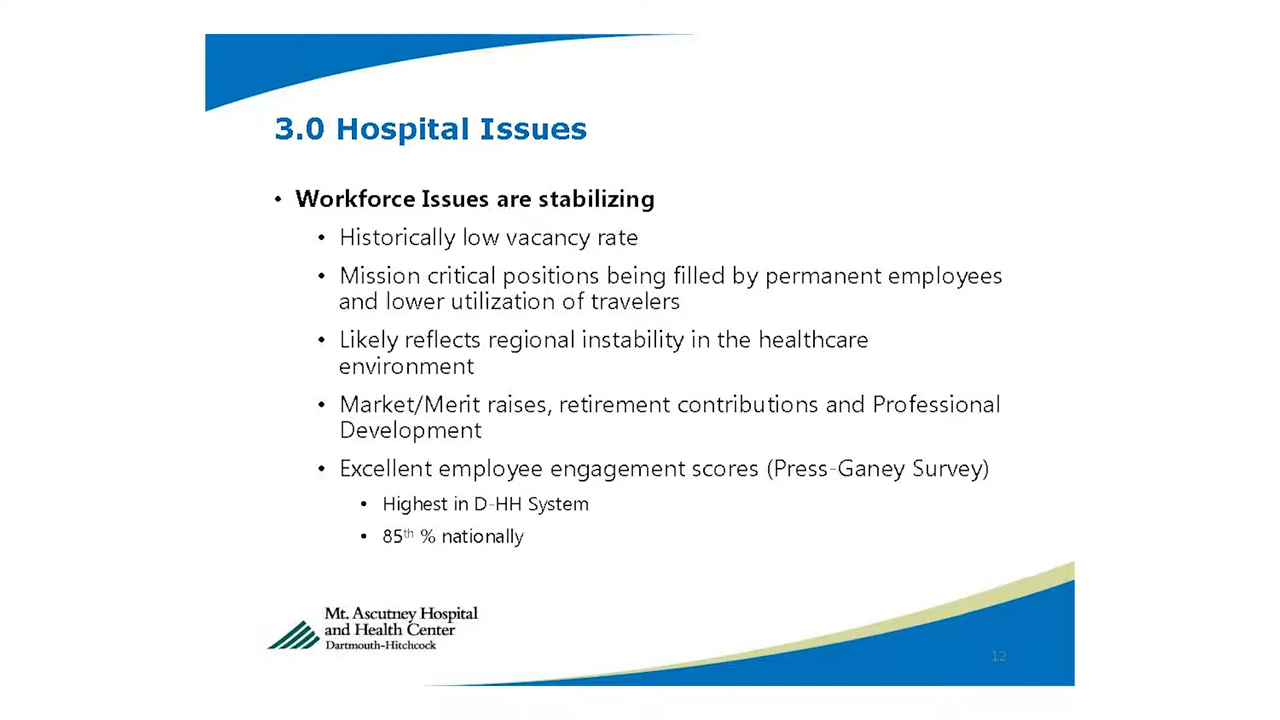 3.0 Hospital Issues
• Workforce Issues are stabilizing
• Historically low vacancy rate
• Mission critical positions being filled by permanent employees
and lower utilization of travelers
• Likely reflects regional instability in the healthcare
environment
• Market/Merit raises, retirement contributions and Professional
Development
• Excellent employee engagement scores (Press-Ganey Survey)
• Highest in D-HH System
• 85th % nationally
Mt. Ascutney Hospital
and Health Center
Dartmouth-Hitchcock
12